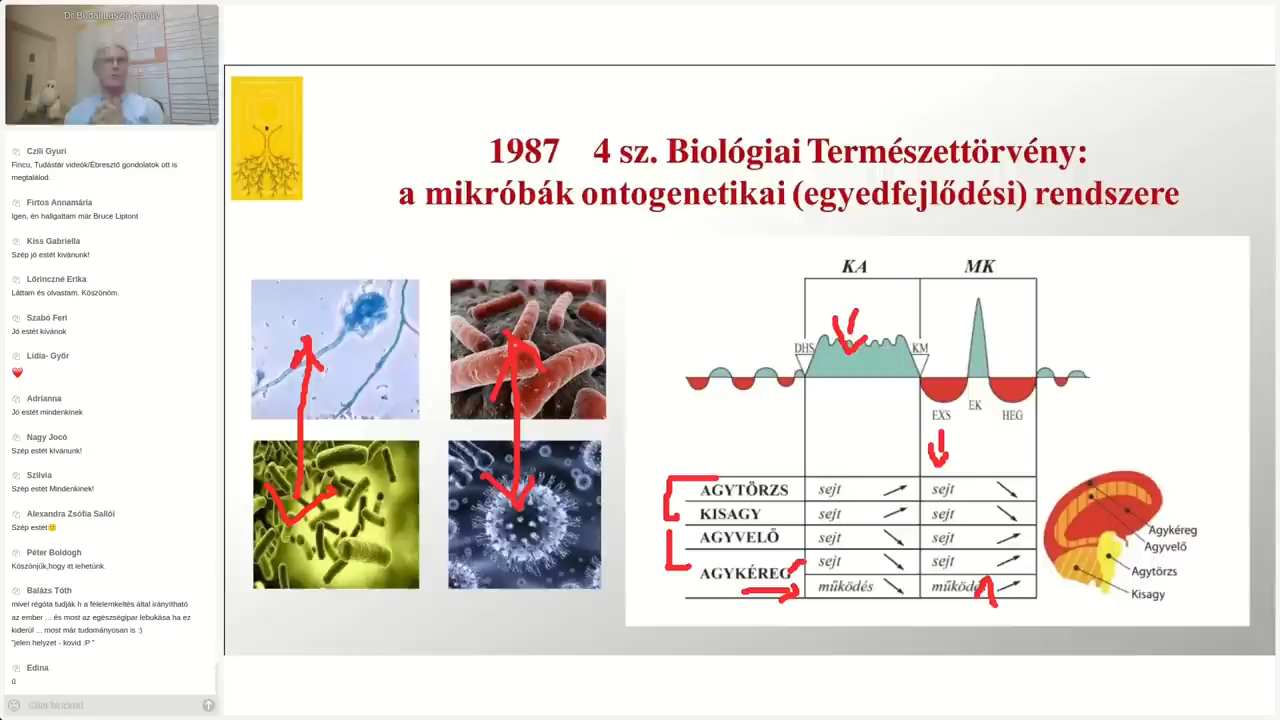 Dr Budai László Károly
Czili Gyuri
Fincu, Tudástár videók/Ébresztő gondolatok ott is
megtalálod.
Firtos Annamária
Igen, én hallgattam már Bruce Liptont
Kiss Gabriella
Szép jó estét kívánunk!
Lőrinczné Erika
Láttam és olvastam. Köszönöm.
Szabó Feri
Jó estét kívánok
Lídia- Győr
Adrianna
Jó estét mindenkinek
Nagy Jocó
Szép estét kívánunk!
Szilvia
Szép estét Mindenkinek!
Alexandra Zsófia Sallói
Szép estét
Péter Boldogh
Köszönjük,hogy itt lehetünk.
Balázs Tóth
mivel régóta tudják h a félelemkeltés által irányítható
az ember ... és most az egészségipar lebukása ha ez
kiderül ... most már tudományosan is :)
"jelen helyzet - kovid :P "
Edina
ű
Chat blocked
1987 4 sz. Biológiai Természettörvény:
a mikróbák ontogenetikai (egyedfejlődési) rendszere
KA MK
DHS KM
EXS EK HEG
AGYTÖRZS sejt sejt
KISAGY sejt sejt
AGYVELŐ sejt sejt
AGYKÉREG sejt sejt
működés
Agykéreg
Agyvelő
Agytörzs
Kisagy